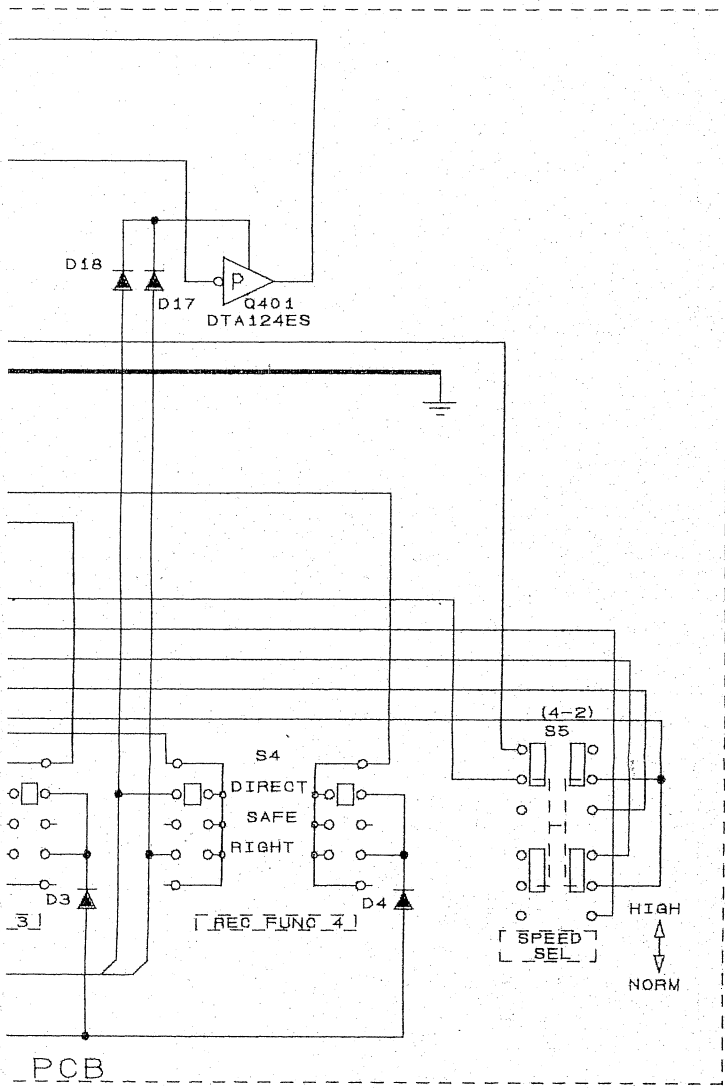 D18
P
D17
Q401
DTA124ES
(4-2)
S5
S4
DIRECT
SAFE
RIGHT
D3
D4
3
REC FUNC 4
HIGH
SPEED
SEL
NORM
PCB